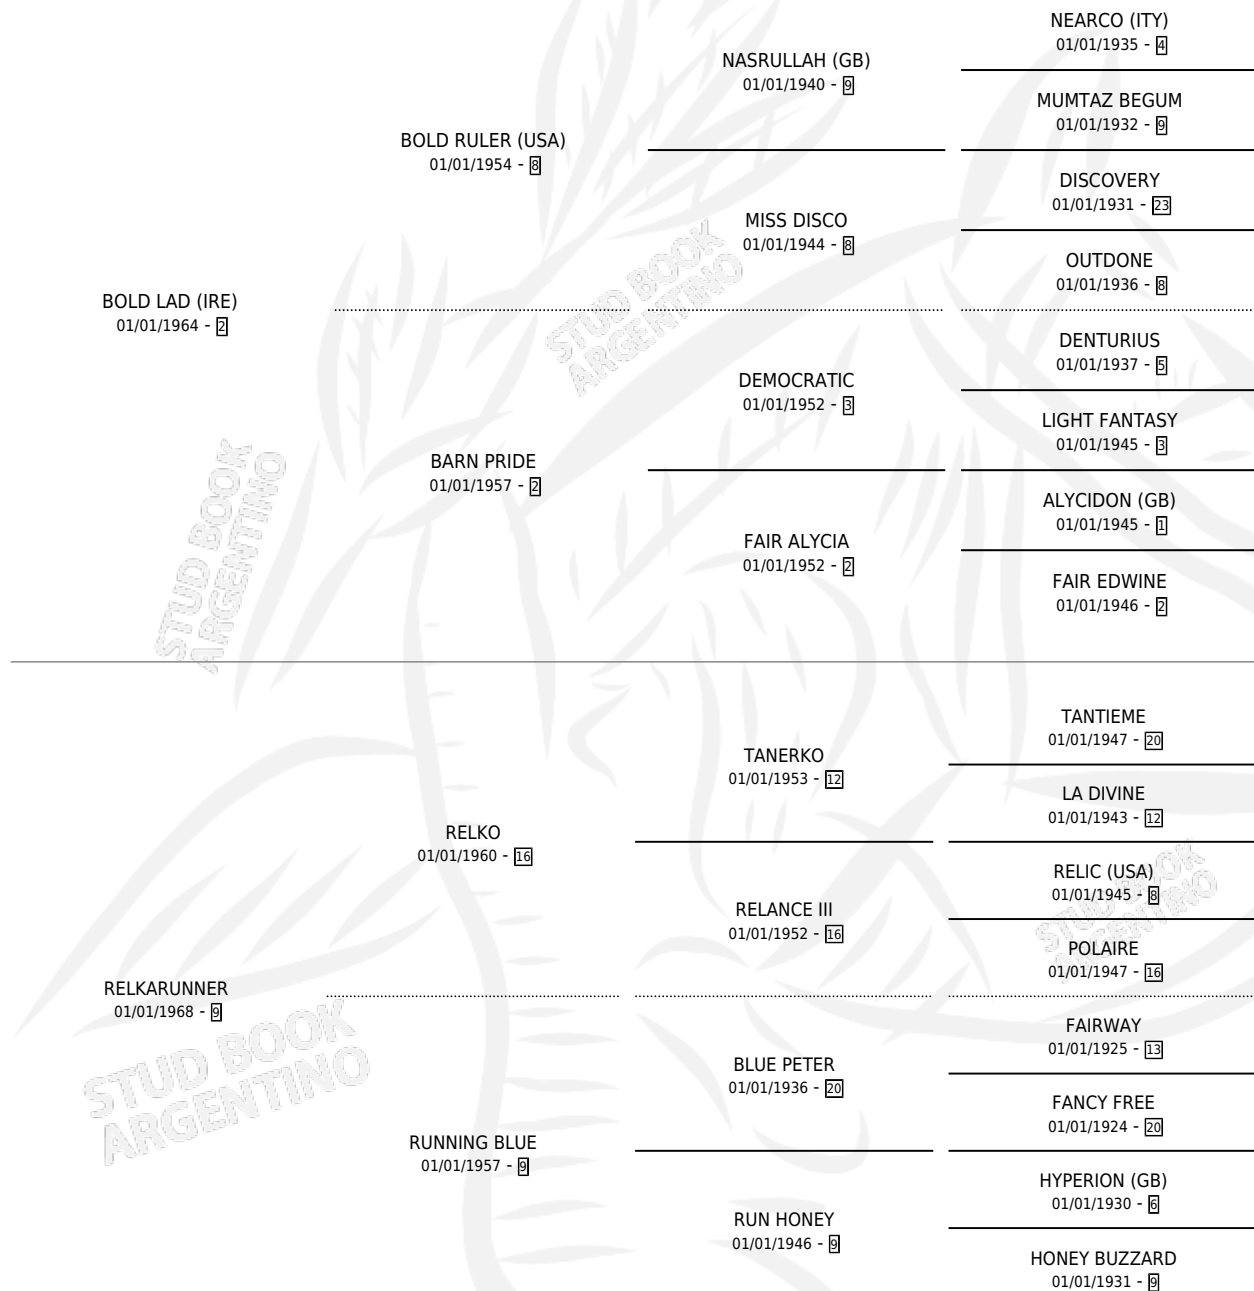 NEARCO (ITY)
01/01/1935 - 4
NASRULLAH (GB)
01/01/1940 - 9
MUMTAZ BEGUM
01/01/1932 - 9
BOLD RULER (USA)
01/01/1954 - 8
DISCOVERY
01/01/1931 - 23
MISS DISCO
01/01/1944 - 8
OUTDONE
01/01/1936 - 8
BOLD LAD (IRE)
01/01/1964 - 2
STUD BOOK
ARGENTINO
DENTURIUS
01/01/1937 - 5
DEMOCRATIC
01/01/1952 - 3
LIGHT FANTASY
01/01/1945 - 3
BARN PRIDE
01/01/1957 - 2
ALYCIDON (GB)
01/01/1945 - 1
FAIR ALYCIA
01/01/1952 - 2
FAIR EDWINE
01/01/1946 - 2
STUD BOOK
ARGENTINO
TANTIEME
01/01/1947 - 20
TANERKO
01/01/1953 - 12
LA DIVINE
01/01/1943 - 12
RELKO
01/01/1960 - 16
RELIC (USA)
01/01/1945 - 8
RELANCE III
01/01/1952 - 16
POLAIRE
01/01/1947 - 16
STUD BOOK
ARGENTINO
RELKARUNNER
01/01/1968 - 9
FAIRWAY
01/01/1925 - 13
BLUE PETER
01/01/1936 - 20
FANCY FREE
01/01/1924 - 20
STUD BOOK
ARGENTINO
RUNNING BLUE
01/01/1957 - 9
HYPERION (GB)
01/01/1930 - 6
RUN HONEY
01/01/1946 - 9
HONEY BUZZARD
01/01/1931 - 9